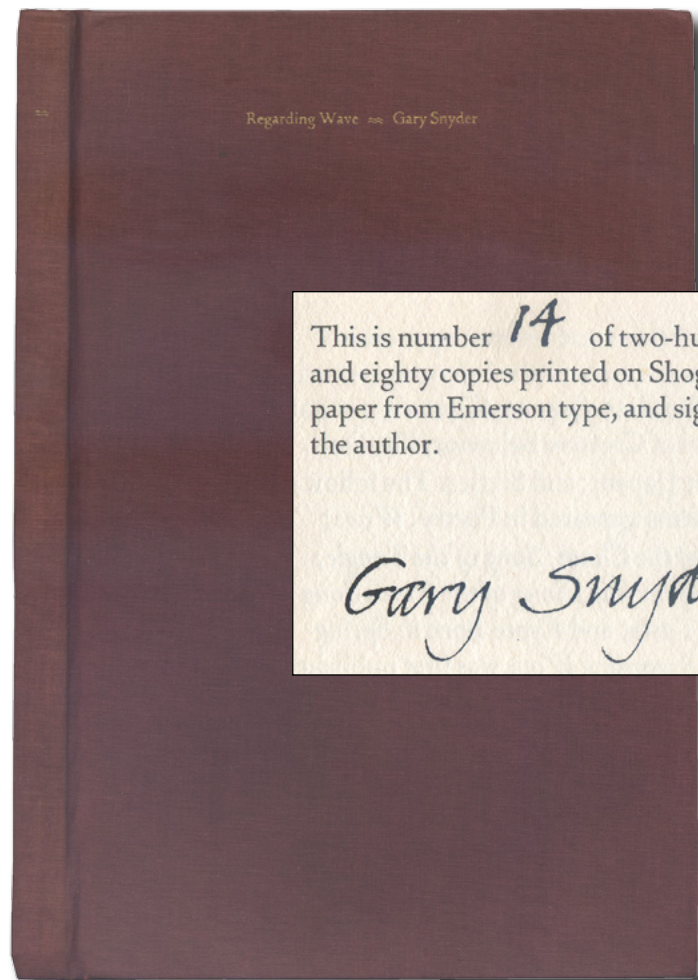 Regarding Wave ≈ Gary Snyder
This is number 14 of two-hu
and eighty copies printed on Shog
paper from Emerson type, and sig
the author.
Gary Snyd